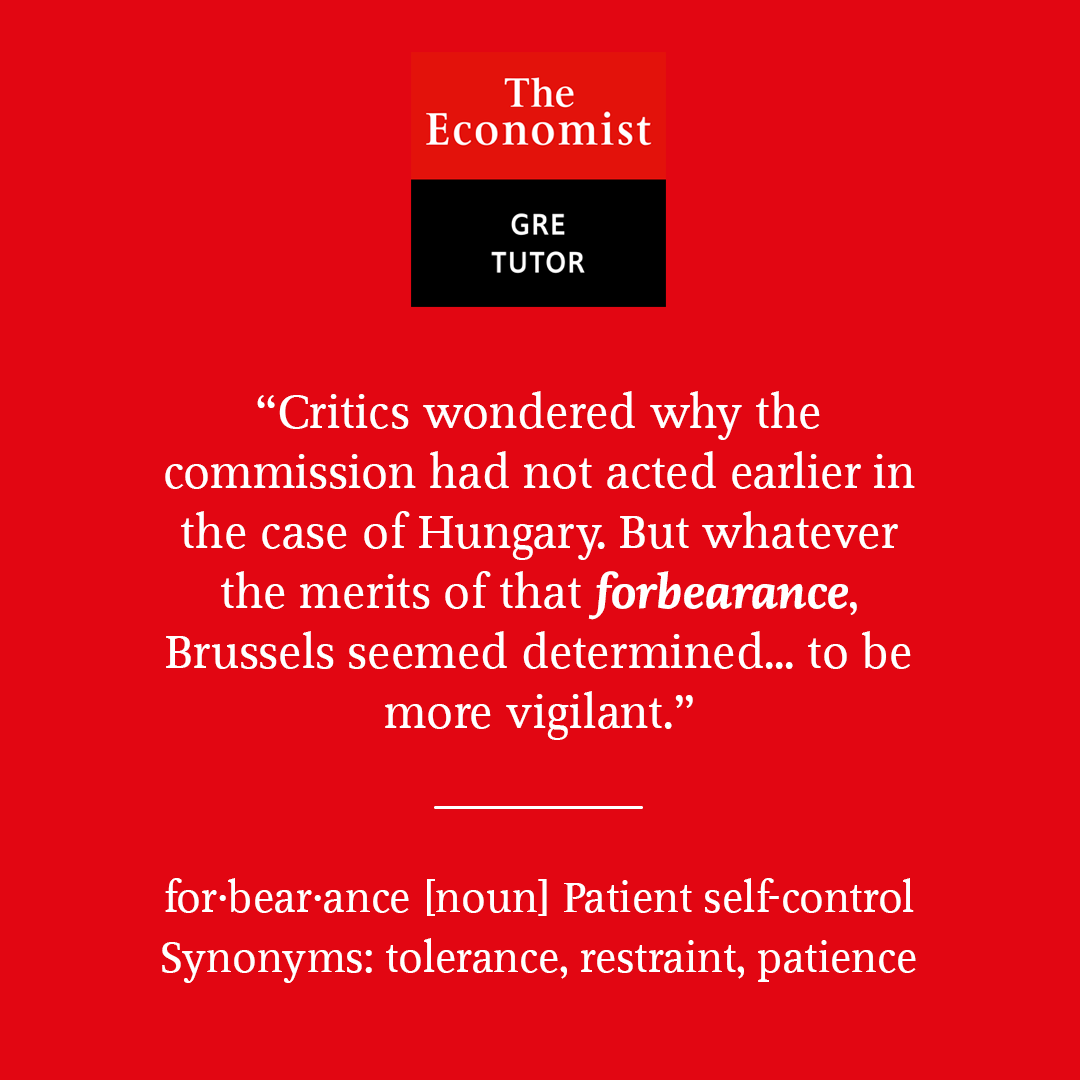 The
Economist
GRE
TUTOR
“Critics wondered why the
commission had not acted earlier in
the case of Hungary. But whatever
the merits of that forbearance,
Brussels seemed determined... to be
more vigilant.”
for·bear·ance [noun] Patient self-control
Synonyms: tolerance, restraint, patience